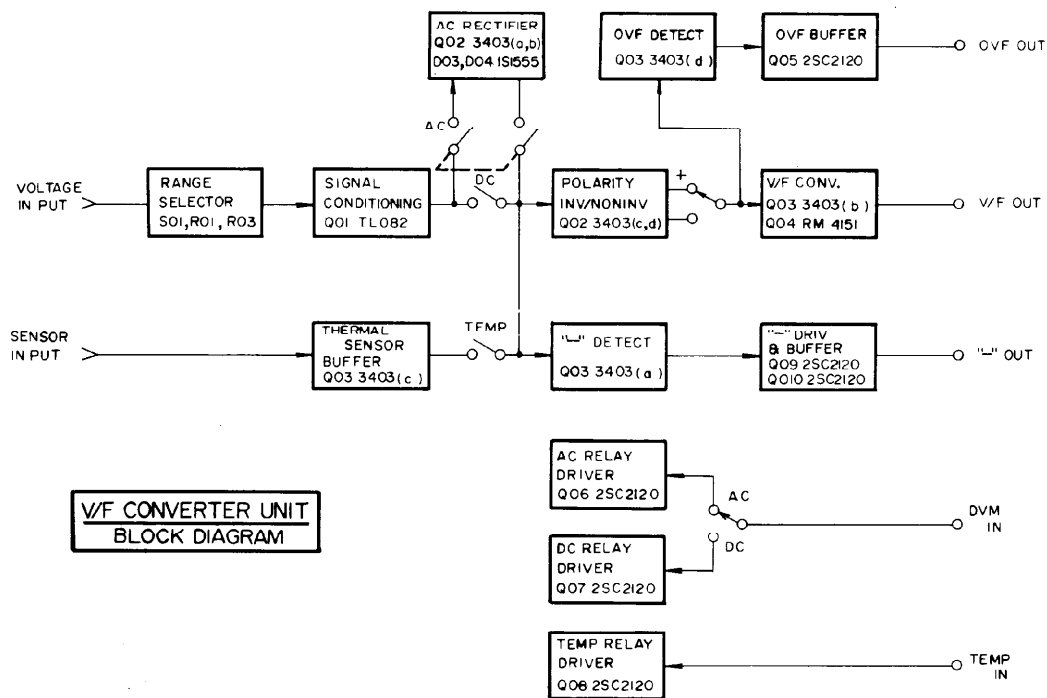 AC RECTIFIER
Q02 3403(a,b)
D03,D04 1S1555
OVF DETECT
Q03 3403(d)
OVF BUFFER
Q05 2SC2120
OVF OUT
AC
VOLTAGE
IN PUT
RANGE
SELECTOR
S01,R01, R03
SIGNAL
CONDITIONING
Q01 TL082
DC
POLARITY
INV/NONINV
Q02 3403(c,d)
+
V/F CONV.
Q03 3403(b)
Q04 RM 4151
V/F OUT
SENSOR
IN PUT
THERMAL
SENSOR
BUFFER
Q03 3403(c)
TEMP
"-" DETECT
Q03 3403(a)
"-" DRIV
& BUFFER
Q09 2SC2120
Q010 2SC2120
"-" OUT
AC RELAY
DRIVER
Q06 2SC2120
AC
DVM
IN
DC
DC RELAY
DRIVER
Q07 2SC2120
TEMP RELAY
DRIVER
Q08 2SC2120
TEMP
IN
V/F CONVERTER UNIT
BLOCK DIAGRAM